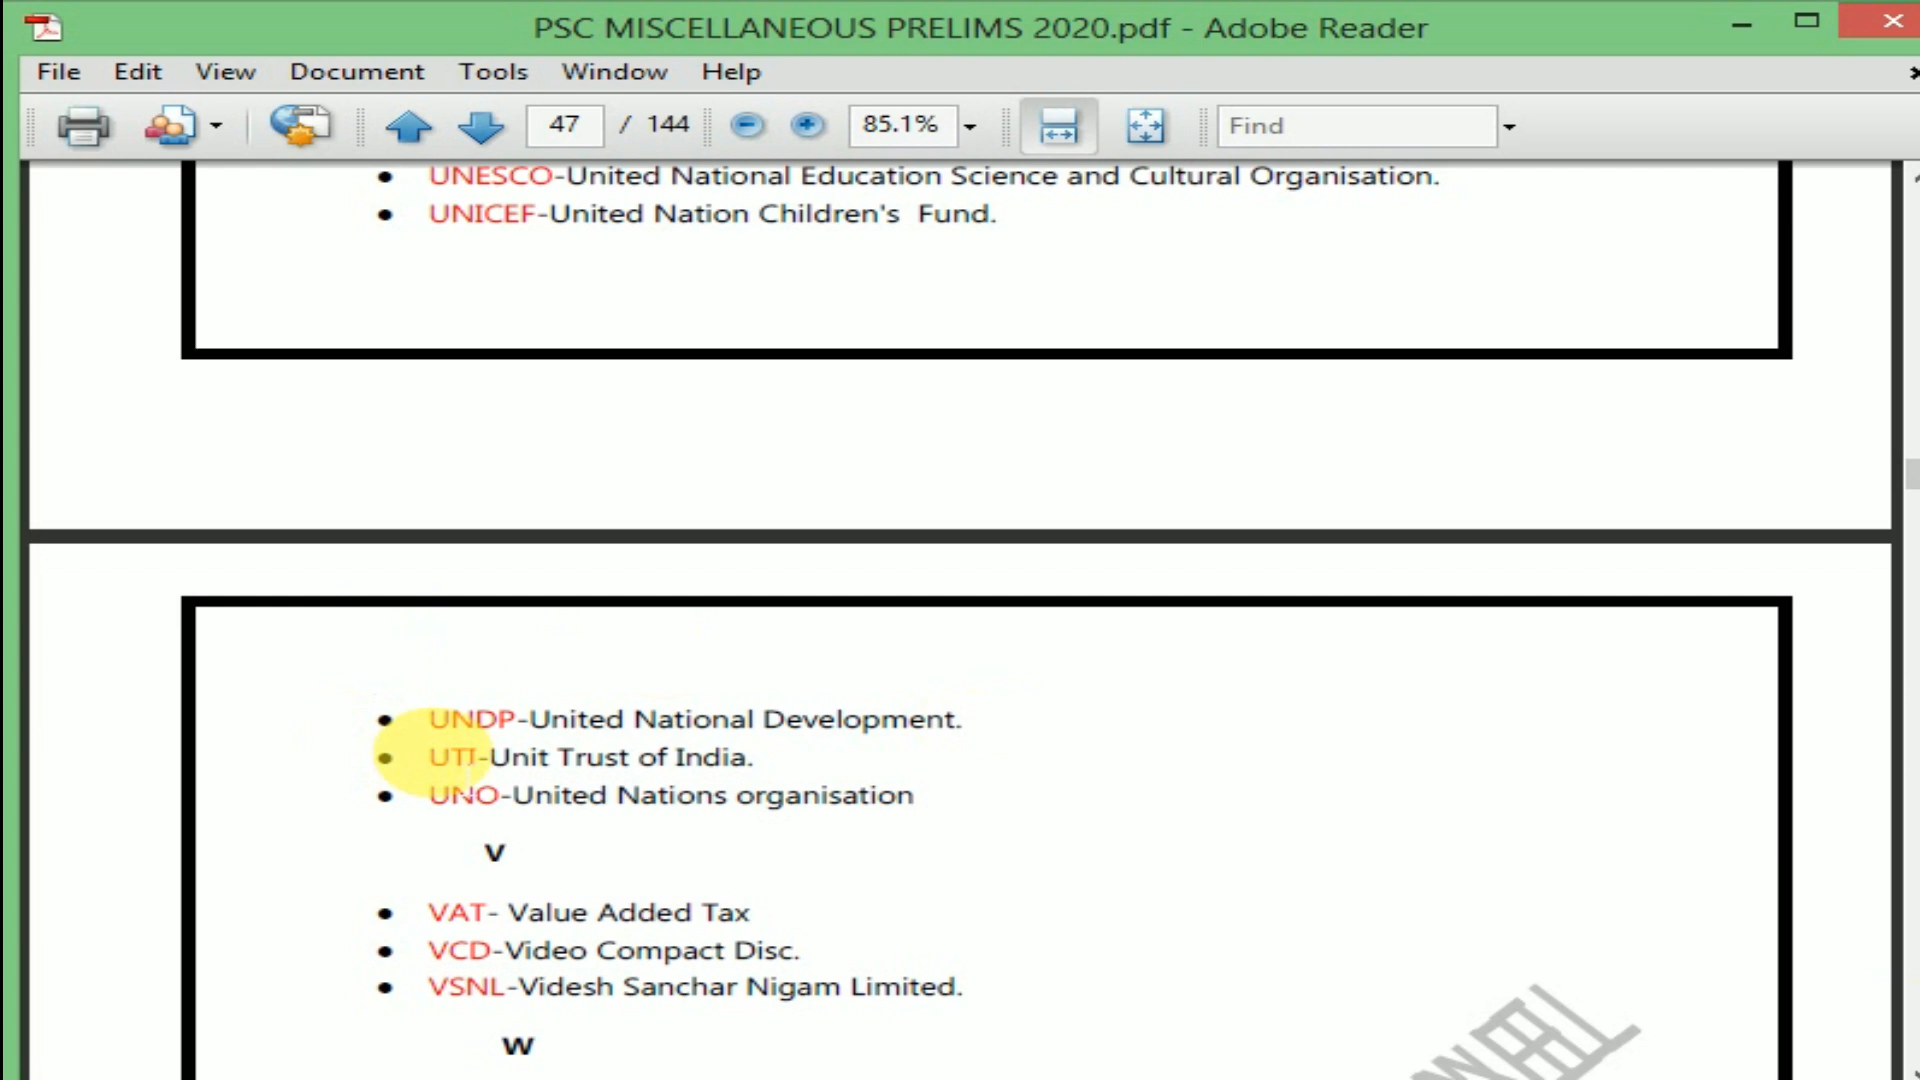 PSC MISCELLANEOUS PRELIMS 2020.pdf - Adobe Reader
File Edit View Document Tools Window Help
47 / 144 85.1% Find
UNESCO-United National Education Science and Cultural Organisation.
UNICEF-United Nation Children's Fund.
UNDP-United National Development.
UTI-Unit Trust of India.
UNO-United Nations organisation
V
VAT- Value Added Tax
VCD-Video Compact Disc.
VSNL-Videsh Sanchar Nigam Limited.
W